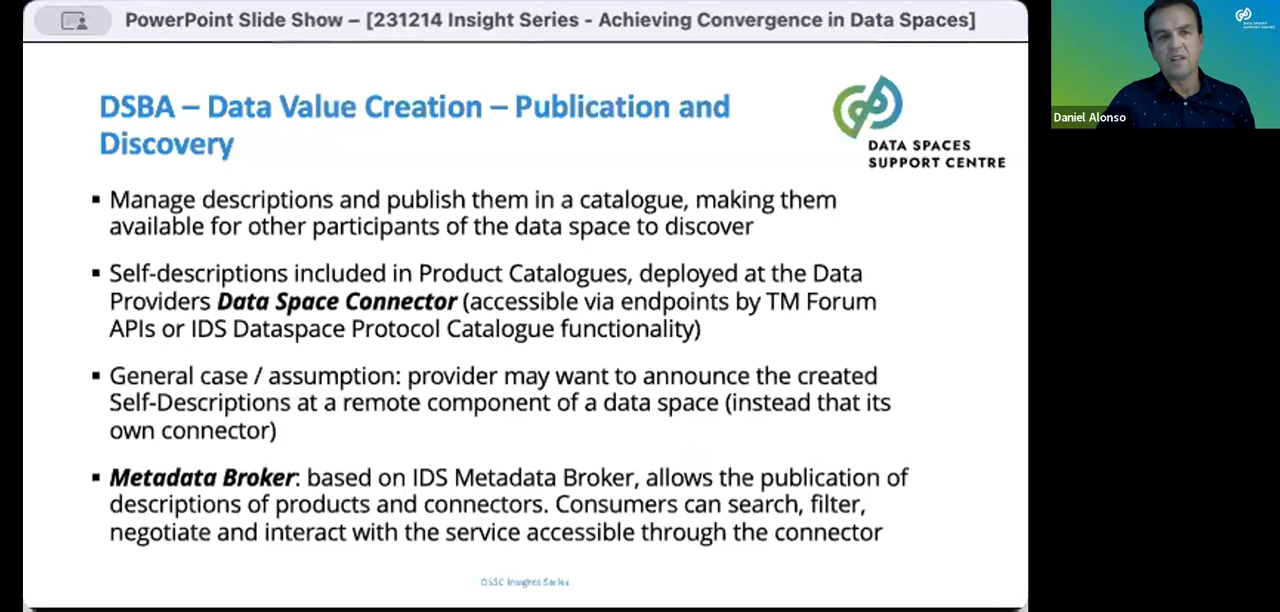 PowerPoint Slide Show – [231214 Insight Series - Achieving Convergence in Data Spaces]
DSBA – Data Value Creation – Publication and
Discovery
DATA SPACES
SUPPORT CENTRE
▪ Manage descriptions and publish them in a catalogue, making them
available for other participants of the data space to discover
▪ Self-descriptions included in Product Catalogues, deployed at the Data
Providers Data Space Connector (accessible via endpoints by TM Forum
APIs or IDS Dataspace Protocol Catalogue functionality)
▪ General case / assumption: provider may want to announce the created
Self-Descriptions at a remote component of a data space (instead that its
own connector)
▪ Metadata Broker: based on IDS Metadata Broker, allows the publication of
descriptions of products and connectors. Consumers can search, filter,
negotiate and interact with the service accessible through the connector
DSSC Insights Series
DATA SPACES
SUPPORT CENTRE
Daniel Alonso